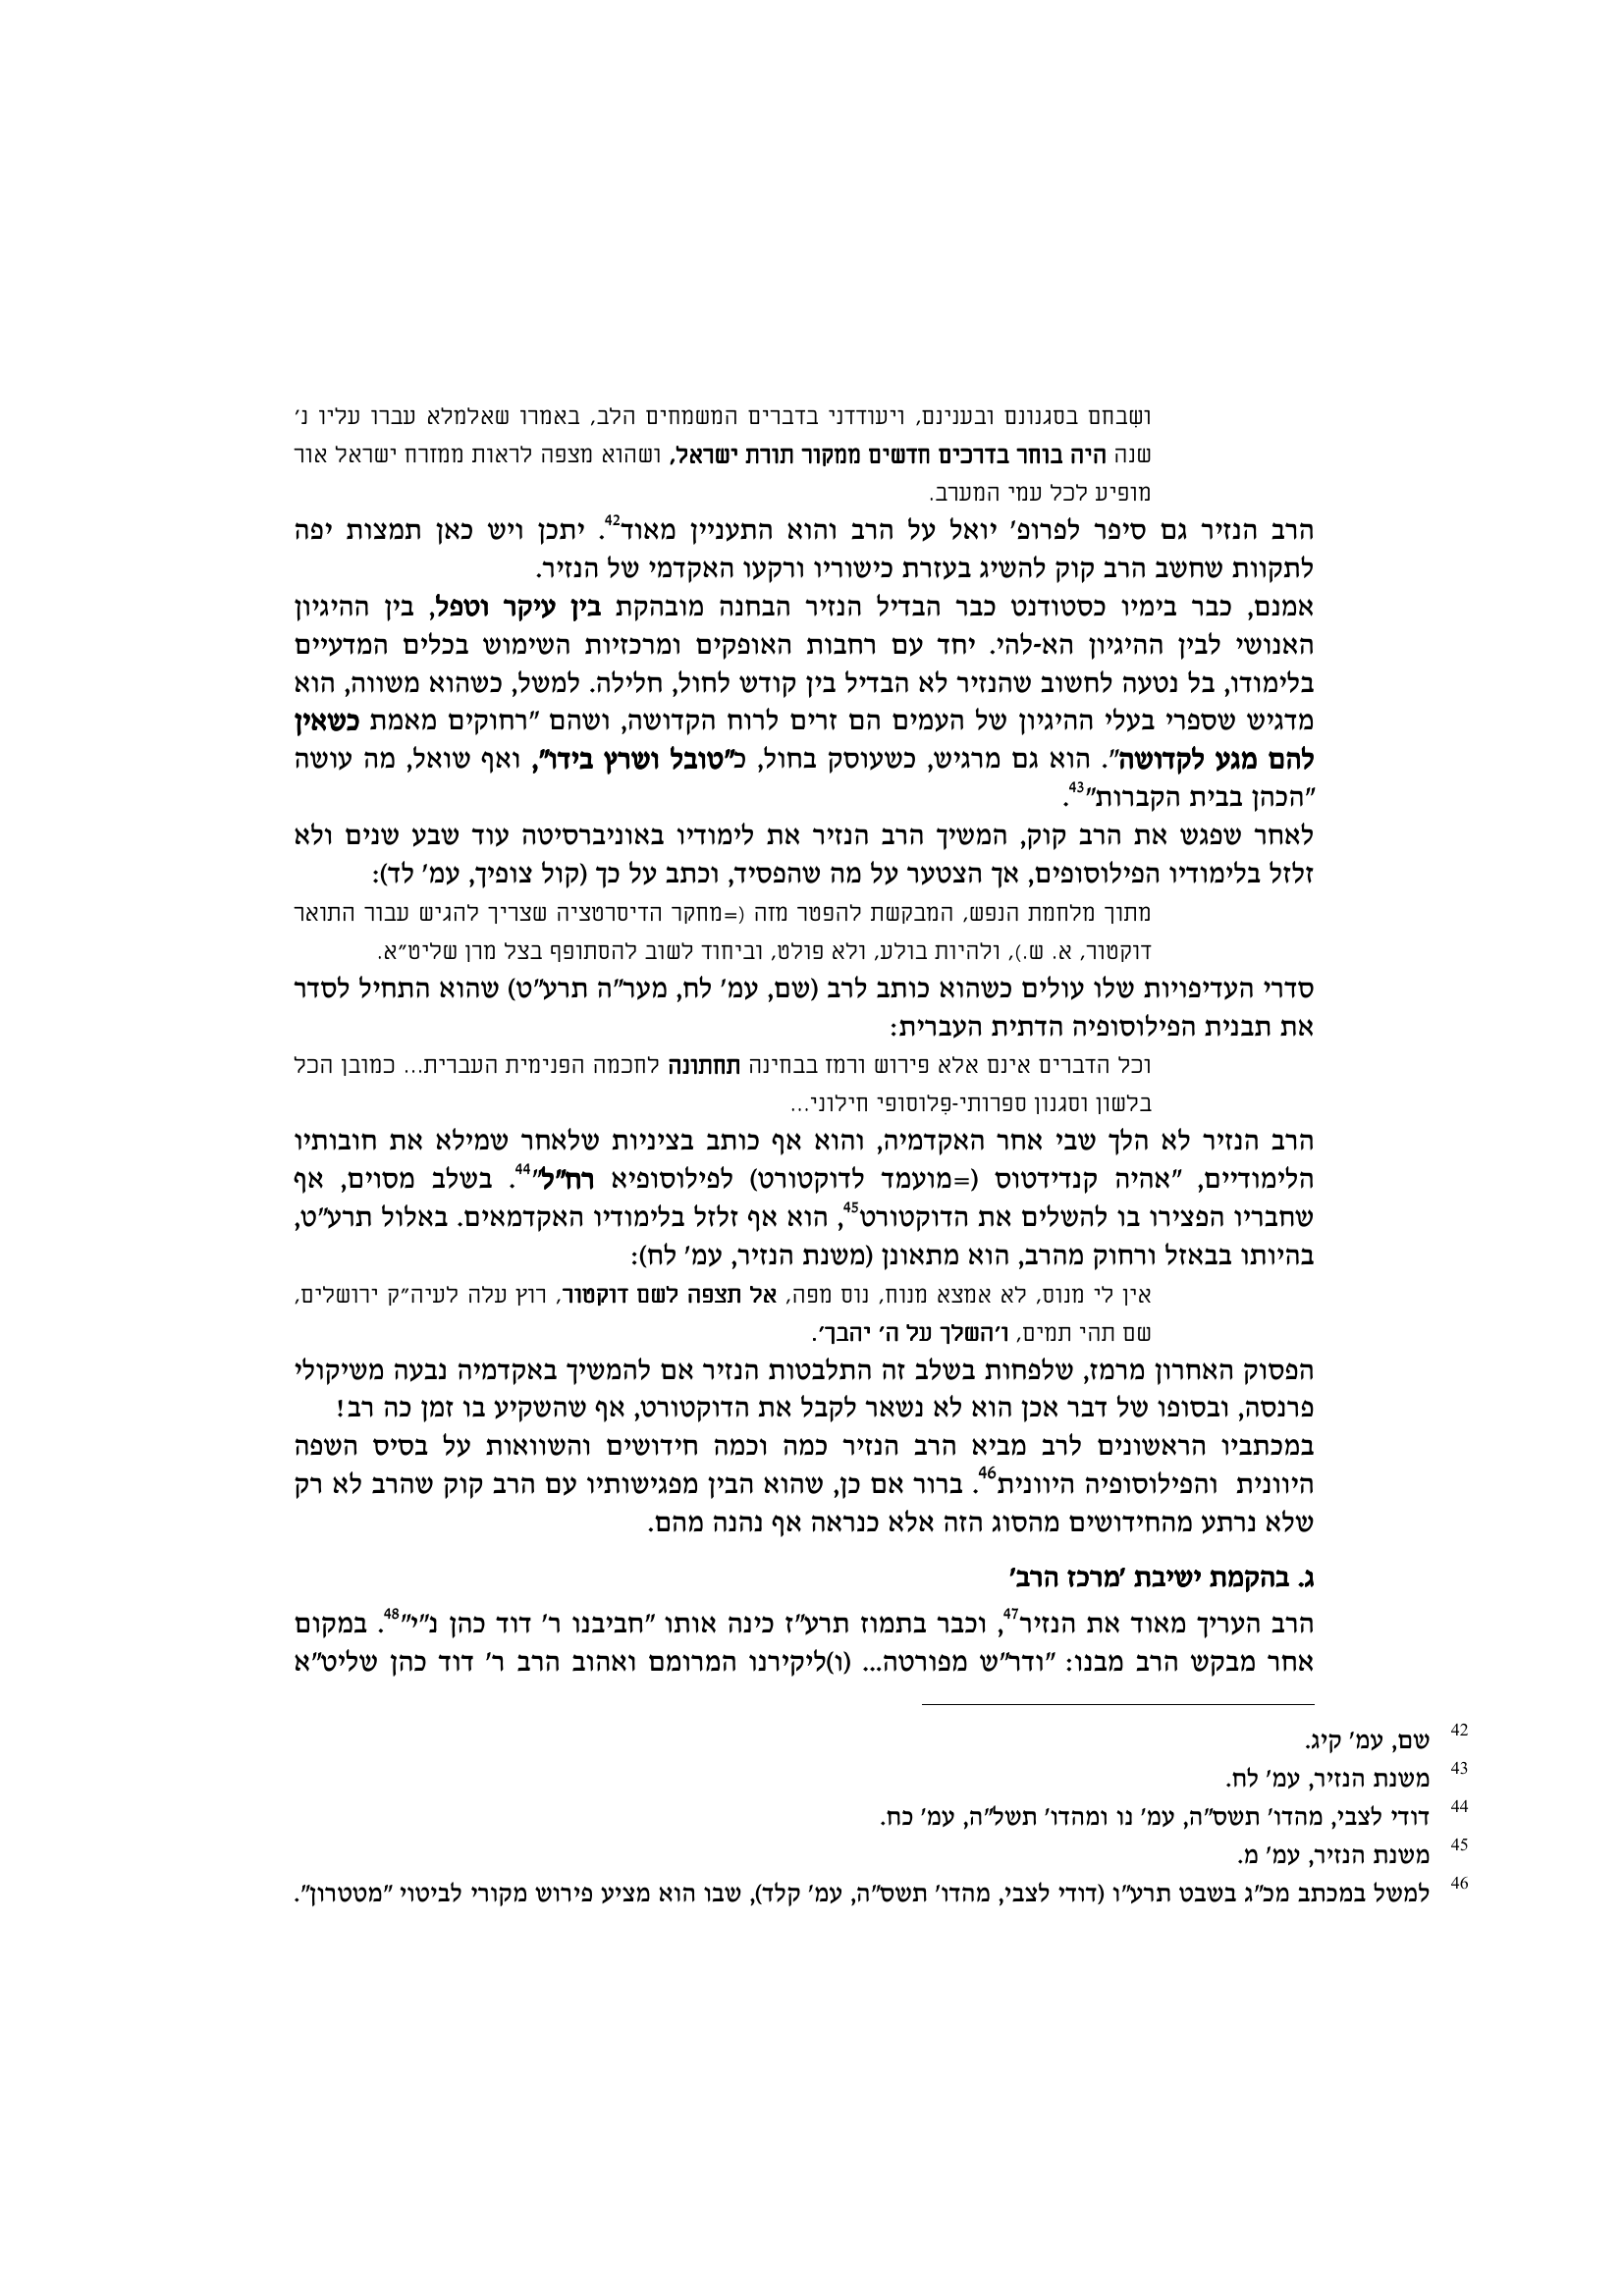 ושִבחם בסגנונם ובענינם, ויעודדני בדברים המשמחים הלב, באמרו שאלמלא עברו עליו נ'
שנה היה בוחר בדרכים חדשים ממקור תורת ישראל, ושהוא מצפה לראות ממזרח ישראל אור
מופיע לכל עמי המערב.
הרב הנזיר גם סיפר לפרופ' יואל על הרב והוא התעניין מאוד42. יתכן ויש כאן תמצות יפה
לתקוות שחשב הרב קוק להשיג בעזרת כישוריו ורקעו האקדמי של הנזיר.
אמנם, כבר בימיו כסטודנט כבר הבדיל הנזיר הבחנה מובהקת בין עיקר וטפל, בין ההיגיון
האנושי לבין ההיגיון הא-להי. יחד עם רחבות האופקים ומרכזיות השימוש בכלים המדעיים
בלימודו, בל נטעה לחשוב שהנזיר לא הבדיל בין קודש לחול, חלילה. למשל, כשהוא משווה, הוא
מדגיש שספרי בעלי ההיגיון של העמים הם זרים לרוח הקדושה, ושהם "רחוקים מאמת כשאין
להם מגע לקדושה". הוא גם מרגיש, כשעוסק בחול, כ"טובל ושרץ בידו", ואף שואל, מה עושה
"הכהן בבית הקברות"43.
לאחר שפגש את הרב קוק, המשיך הרב הנזיר את לימודיו באוניברסיטה עוד שבע שנים ולא
זלזל בלימודיו הפילוסופים, אך הצטער על מה שהפסיד, וכתב על כך (קול צופיך, עמ' לד):
מתוך מלחמת הנפש, המבקשת להפטר מזה (=מחקר הדיסרטציה שצריך להגיש עבור התואר
דוקטור, א. ש.), ולהיות בולע, ולא פולט, וביחוד לשוב להסתופף בצל מרן שליט"א.
סדרי העדיפויות שלו עולים כשהוא כותב לרב (שם, עמ' לח, מער"ה תרע"ט) שהוא התחיל לסדר
את תבנית הפילוסופיה הדתית העברית:
וכל הדברים אינם אלא פירוש ורמז בבחינה תחתונה לחכמה הפנימית העברית... כמובן הכל
בלשון וסגנון ספרותי-פִלוסופי חילוני...
הרב הנזיר לא הלך שבי אחר האקדמיה, והוא אף כותב בציניות שלאחר שמילא את חובותיו
הלימודיים, "אהיה קנדידטוס (=מועמד לדוקטורט) לפילוסופיא רח"ל"44. בשלב מסוים, אף
שחבריו הפצירו בו להשלים את הדוקטורט45, הוא אף זלזל בלימודיו האקדמאים. באלול תרע"ט,
בהיותו בבאזל ורחוק מהרב, הוא מתאונן (משנת הנזיר, עמ' לח):
אין לי מנוס, לא אמצא מנוח, נוס מפה, אל תצפה לשם דוקטור, רוץ עלה לעיה"ק ירושלים,
שם תהי תמים, ו'השלך על ה' יהבך'.
הפסוק האחרון מרמז, שלפחות בשלב זה התלבטות הנזיר אם להמשיך באקדמיה נבעה משיקולי
פרנסה, ובסופו של דבר אכן הוא לא נשאר לקבל את הדוקטורט, אף שהשקיע בו זמן כה רב!
במכתביו הראשונים לרב מביא הרב הנזיר כמה וכמה חידושים והשוואות על בסיס השפה
היוונית  והפילוסופיה היוונית46. ברור אם כן, שהוא הבין מפגישותיו עם הרב קוק שהרב לא רק
שלא נרתע מהחידושים מהסוג הזה אלא כנראה אף נהנה מהם.
ג. בהקמת ישיבת 'מרכז הרב'
הרב העריך מאוד את הנזיר47, וכבר בתמוז תרע"ז כינה אותו "חביבנו ר' דוד כהן נ"י"48. במקום
אחר מבקש הרב מבנו: "ודר"ש מפורטה... (ו)ליקירנו המרומם ואהוב הרב ר' דוד כהן שליט"א
42 שם, עמ' קיג.
43 משנת הנזיר, עמ' לח.
44 דודי לצבי, מהדו' תשס"ה, עמ' נו ומהדו' תשל"ה, עמ' כח.
45 משנת הנזיר, עמ' מ.
46 למשל במכתב מכ"ג בשבט תרע"ו (דודי לצבי, מהדו' תשס"ה, עמ' קלד), שבו הוא מציע פירוש מקורי לביטוי "מטטרון".